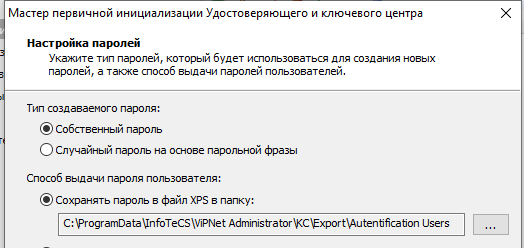 Мастер первичной инициализации Удостоверяющего и ключевого центра
Настройка паролей
Укажите тип паролей, который будет использоваться для создания новых
паролей, а также способ выдачи паролей пользователей.
Тип создаваемого пароля:
Собственный пароль
Случайный пароль на основе парольной фразы
Способ выдачи пароля пользователя:
Сохранять пароль в файл XPS в папку:
C:\ProgramData\InfoTeCS\ViPNet Administrator\KC\Export\Autentification Users
...